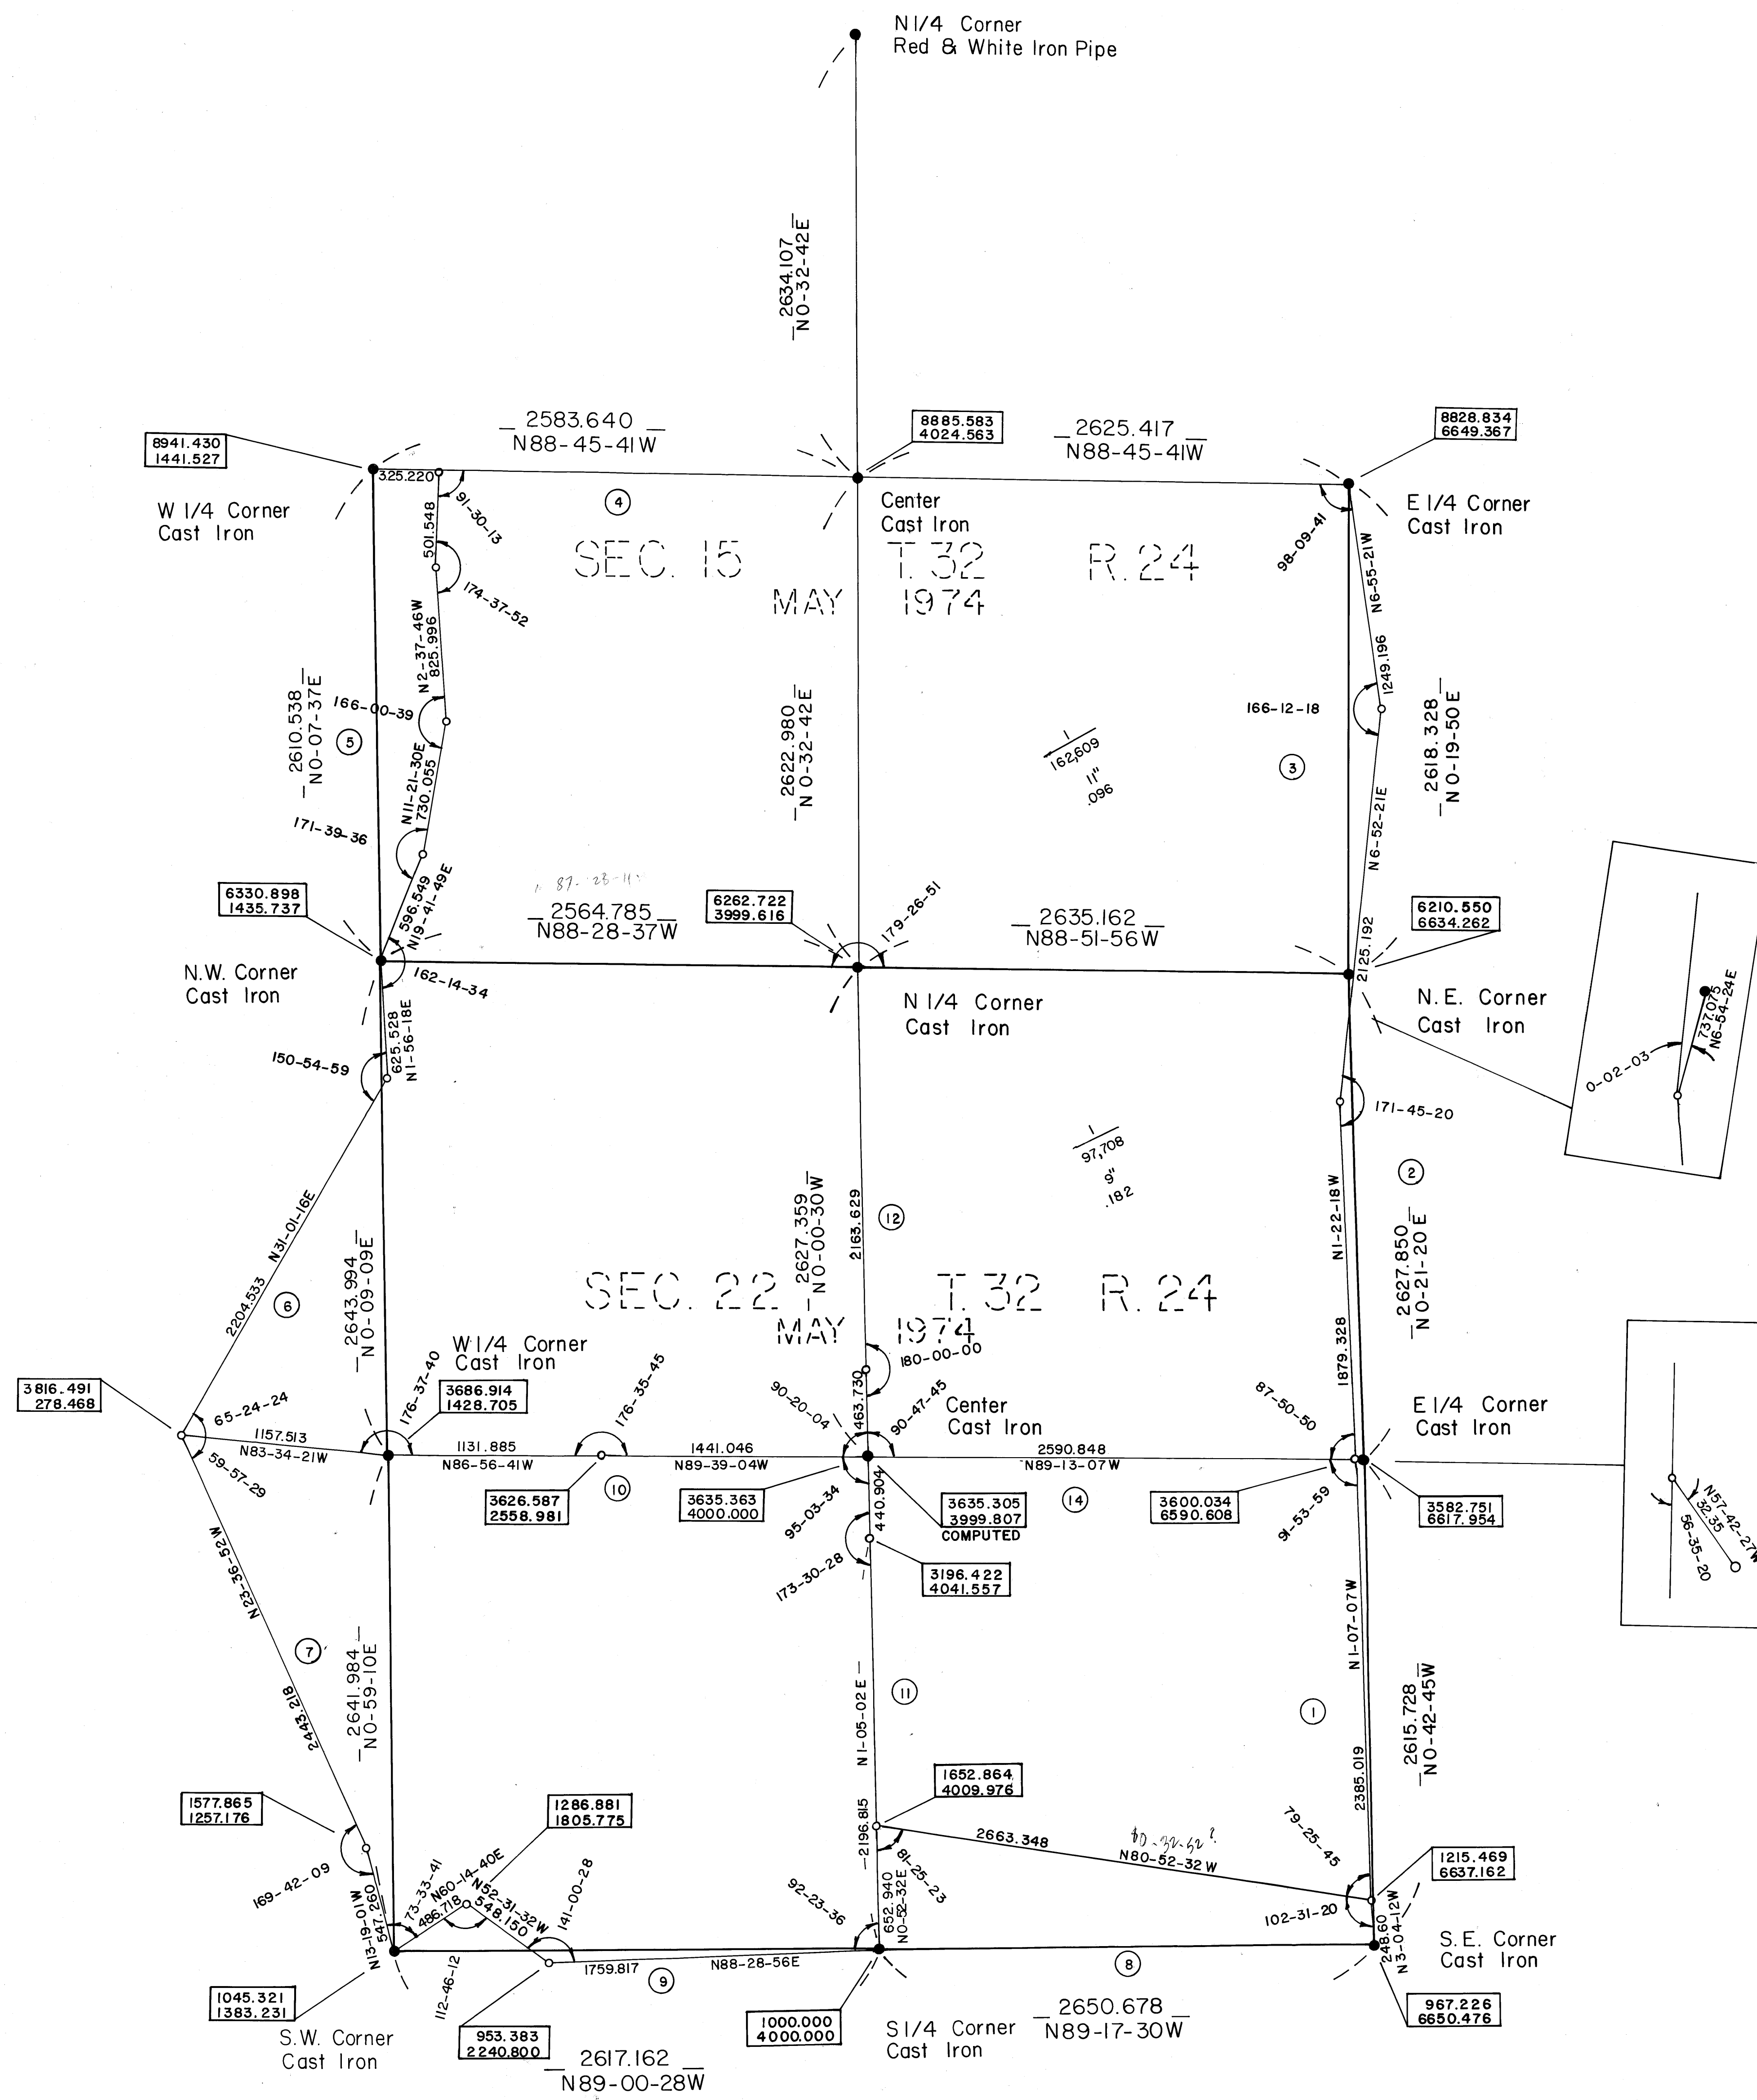 N 1/4 Corner
Red & White Iron Pipe
2634.107
N0-32-42E
2583.640
N88-45-41W
8885.583
4024.563
2625.417
N88-45-41W
8828.834
6649.367
8941.430
1441.527
325.220
W 1/4 Corner
Cast Iron
4
91-30-13
501.548
Center
Cast Iron
98-09-41
N6-55-21W
E 1/4 Corner
Cast Iron
SEC. 15 T.32 R.24
MAY 1974
174-37-52
N2-37-46W
825.996
1249.196
166-00-39
166-12-18
2610.538
N0-07-37E
5
2622.980
N0-32-42E
1
162,609
11"
.096
3
2618.328
N0-19-50E
N11-21-30E
730.055
171-39-36
N6-52-21E
596.549
N19-41-49E
6330.898
1435.737
2564.785
N88-28-37W
6262.722
3999.616
179-26-51
2635.162
N88-51-56W
6210.550
6634.262
2125.192
N.W. Corner
Cast Iron
162-14-34
N 1/4 Corner
Cast Iron
N.E. Corner
Cast Iron
737.075
N6-54-24E
0-02-03
625.528
N1-56-18E
150-54-59
171-45-20
1
97,708
9"
.182
2
N31-01-16E
2204.533
6
2643.994
N0-09-09E
2163.629
12
2627.359
N0-00-30W
N1-22-18W
1879.328
2627.850
N0-21-20E
SEC. 22 T.32 R.24
MAY 1974
W 1/4 Corner
Cast Iron
180-00-00
3816.491
278.468
65-24-24
176-37-40
3686.914
1428.705
176-35-45
90-20-04
463.730
90-47-45
Center
Cast Iron
87-50-50
E 1/4 Corner
Cast Iron
1157.513
N83-34-21W
1131.885
N86-56-41W
1441.046
N89-39-04W
2590.848
N89-13-07W
59-57-29
3626.587
2558.981
10
3635.363
4000.000
95-03-34
440.904
3635.305
3999.807
COMPUTED
14
3600.034
6590.608
91-53-59
3582.751
6617.954
N57-42-27W
32.35
56-35-20
173-30-28
3196.422
4041.557
N23-36-52W
7
2443.218
2641.984
N0-59-10E
N1-05-02E
11
N1-07-07W
1
2385.019
2615.728
N0-42-45W
1652.864
4009.976
2196.815
2663.348
N80-52-32W
79-25-45
1215.469
6637.162
1577.865
1257.176
1286.881
1805.775
81-25-23
169-42-09
N13-19-01W
547.260
73-33-41
N60-14-40E
486.718
N52-31-32W
548.150
141-00-28
92-23-36
652.940
N0-52-32E
102-31-20
248.60
N3-04-12W
S.E. Corner
Cast Iron
112-46-12
1759.817
9
N88-28-56E
8
1045.321
1383.231
953.383
2240.800
1000.000
4000.000
967.226
6650.476
S.W. Corner
Cast Iron
2617.162
N89-00-28W
S 1/4 Corner
Cast Iron
2650.678
N89-17-30W